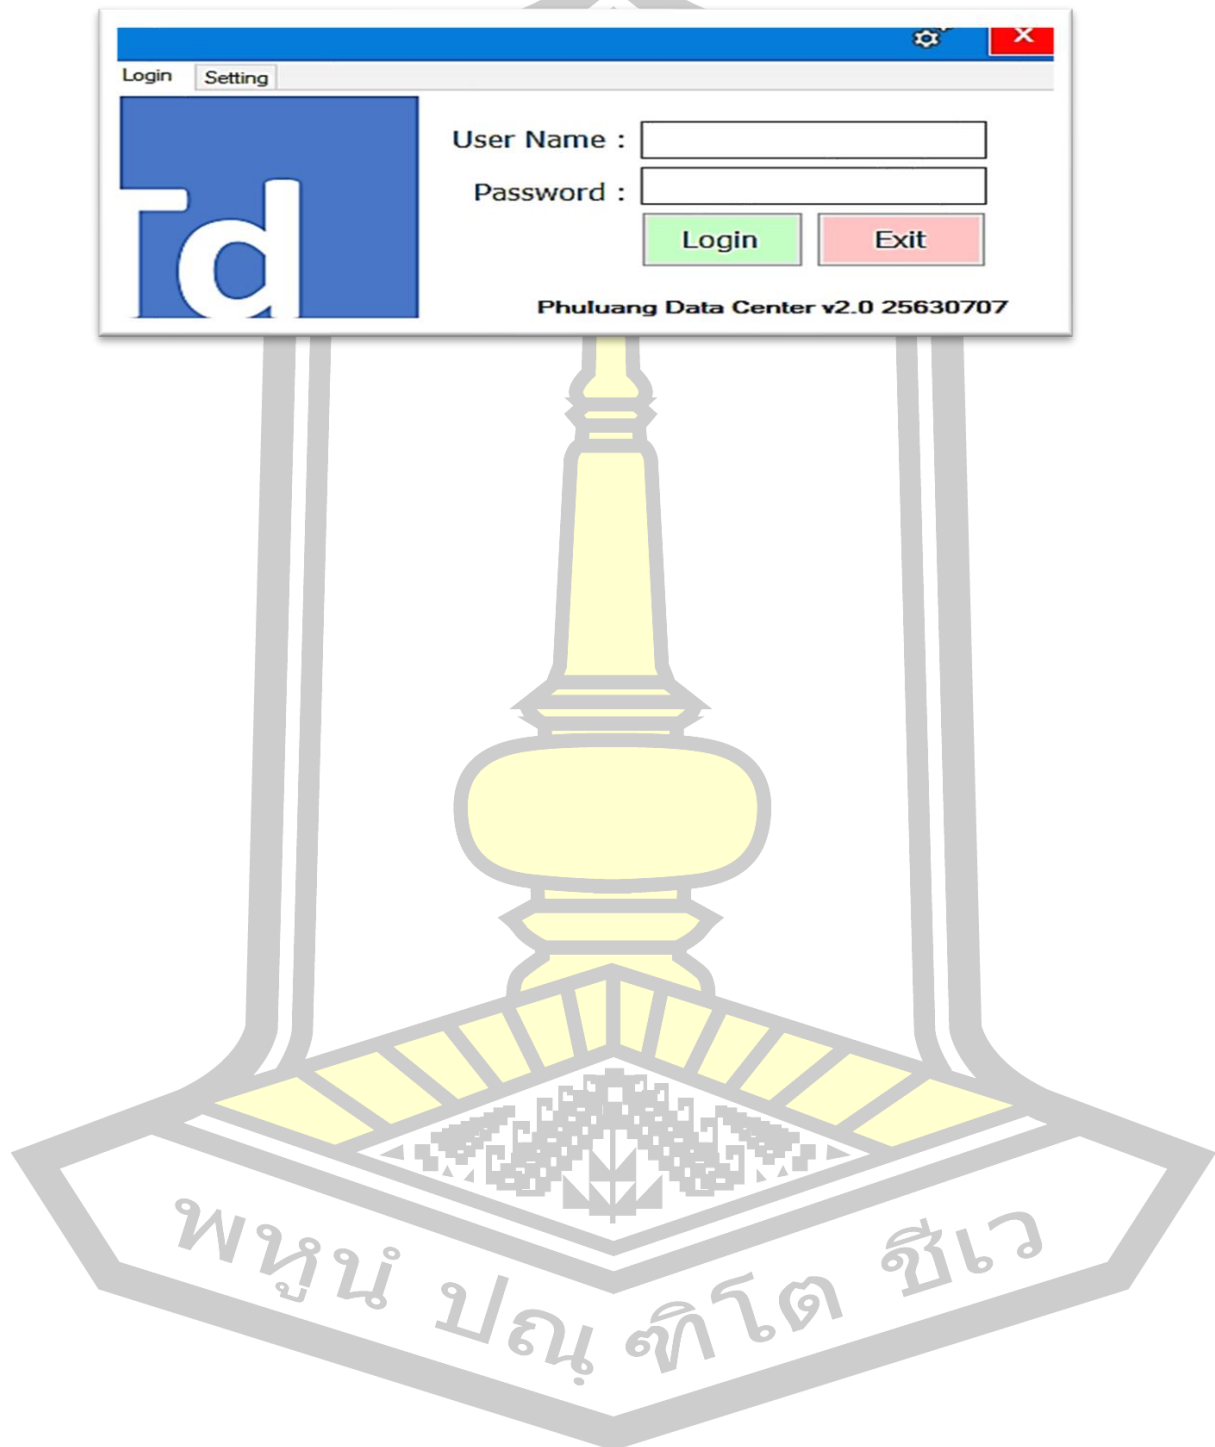 Login Setting
User Name :
Password :
Login Exit
Phuluang Data Center v2.0 25630707
พหูนํ ปณฺฑิโต ชีเว